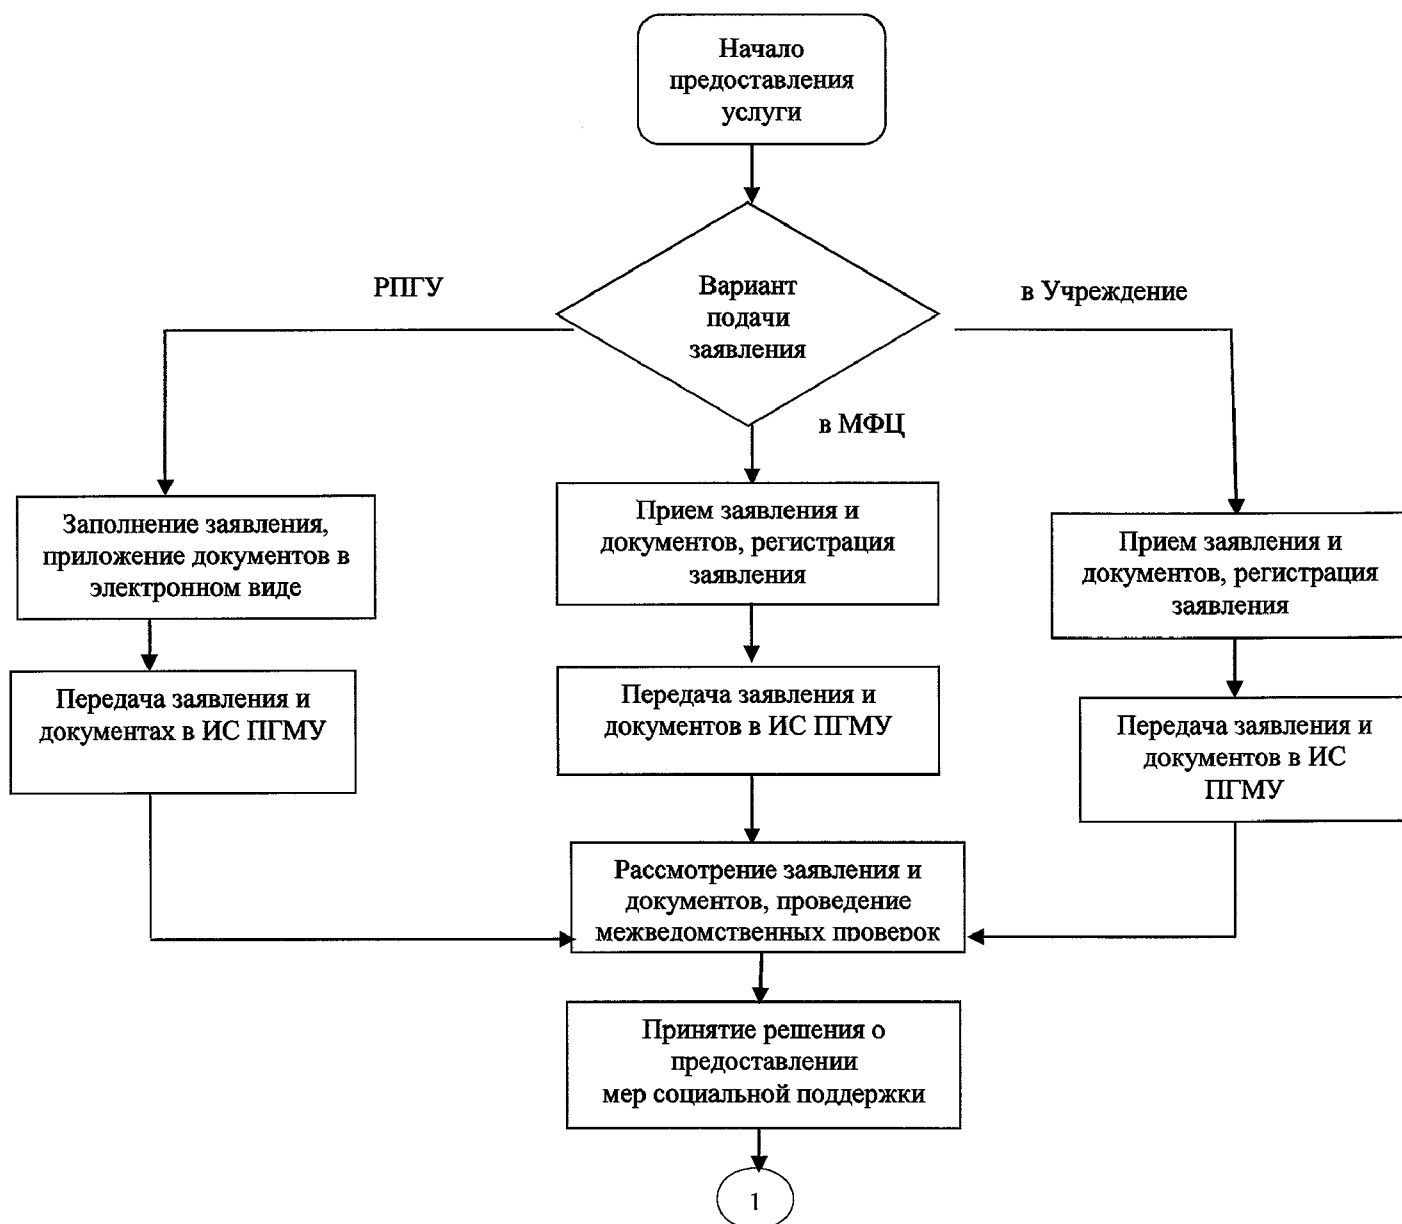 Начало
предоставления
услуги
РПГУ
Вариант
подачи
заявления
в Учреждение
в МФЦ
Заполнение заявления,
приложение документов в
электронном виде
Прием заявления и
документов, регистрация
заявления
Прием заявления и
документов, регистрация
заявления
Передача заявления и
документах в ИС ПГМУ
Передача заявления и
документов в ИС ПГМУ
Передача заявления и
документов в ИС
ПГМУ
Рассмотрение заявления и
документов, проведение
межведомственных проверок
Принятие решения о
предоставлении
мер социальной поддержки
1